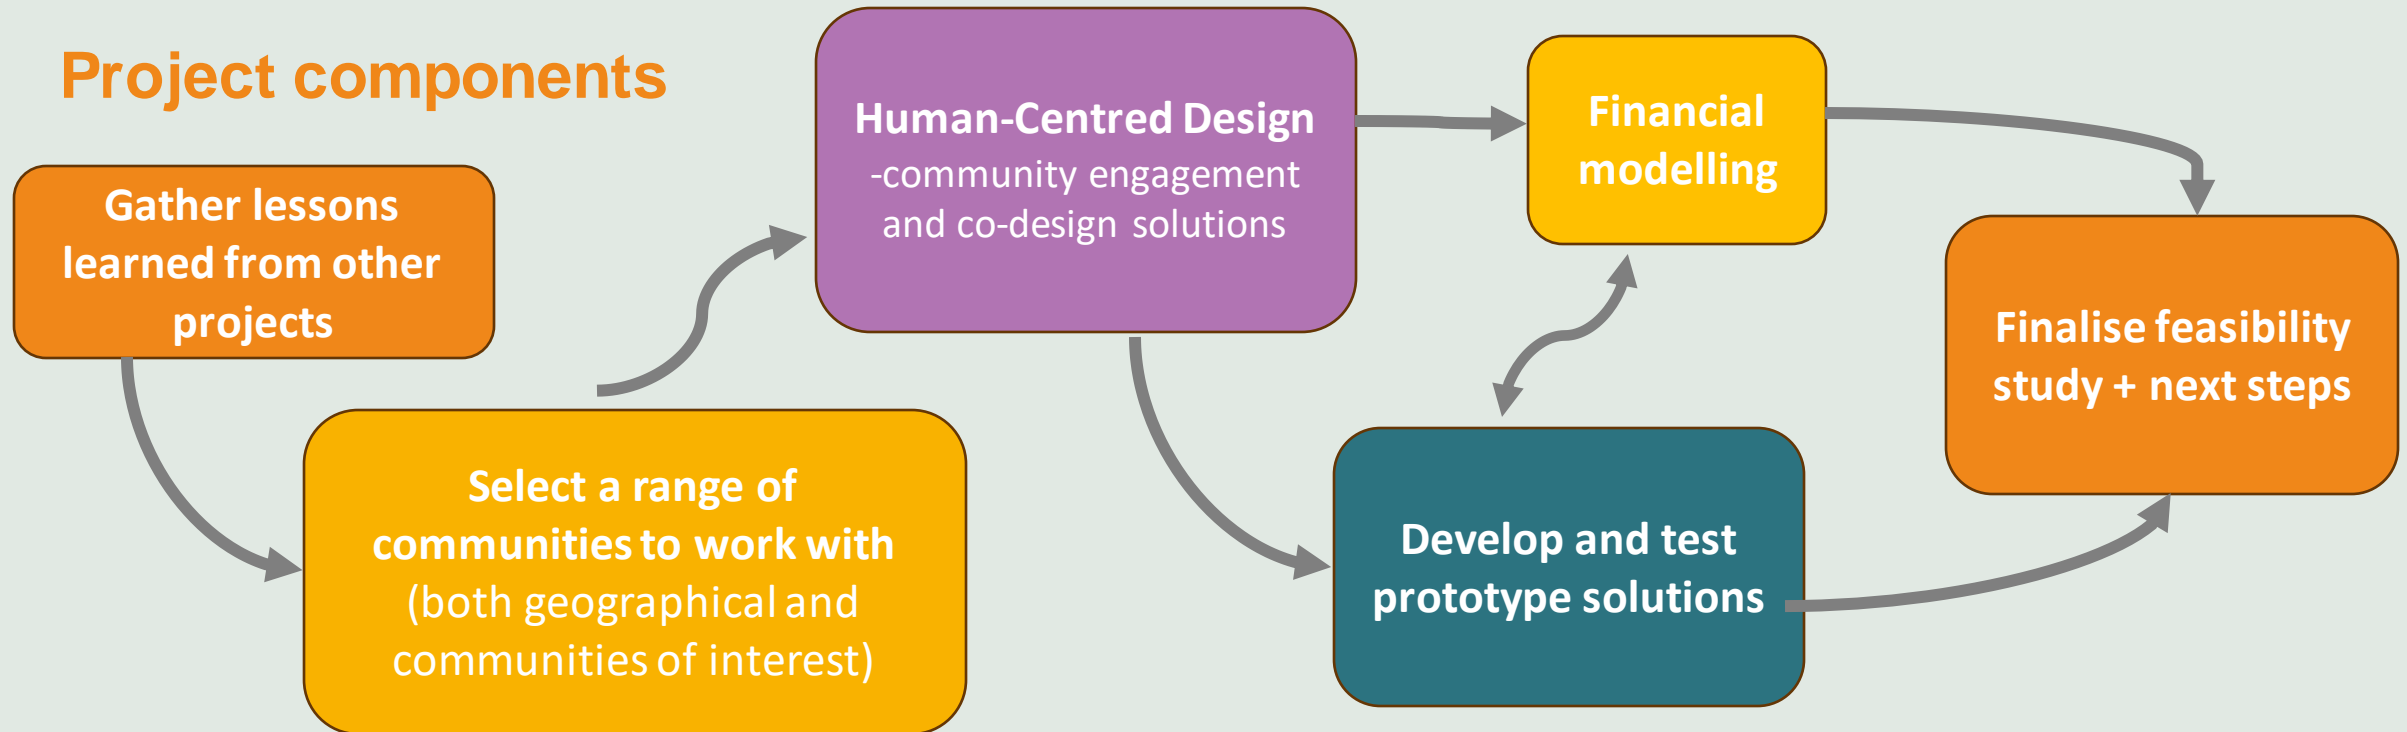 Project components
Gather lessons
learned from other
projects
Select a range of
communities to work with
(both geographical and
communities of interest)
Human-Centred Design
-community engagement
and co-design solutions
Financial
modelling
Develop and test
prototype solutions
Finalise feasibility
study + next steps